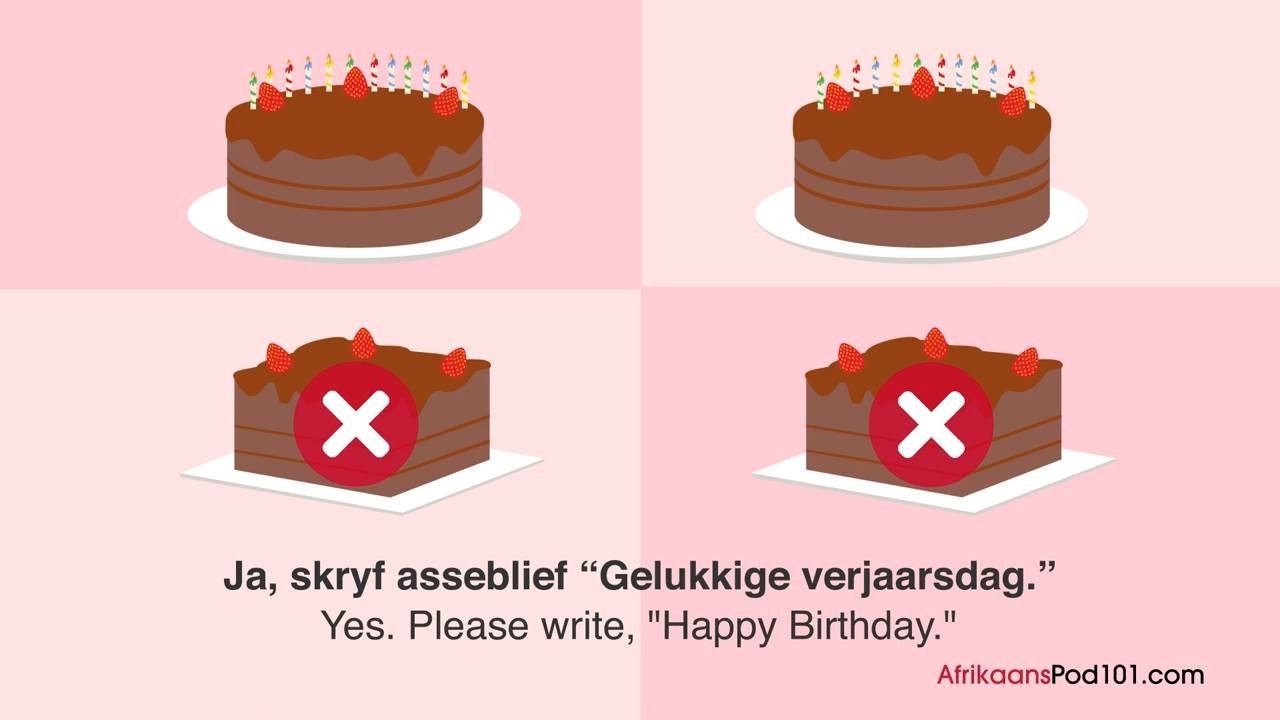 Ja, skryf asseblief “Gelukkige verjaarsdag.”
Yes. Please write, "Happy Birthday."
AfrikaansPod101.com